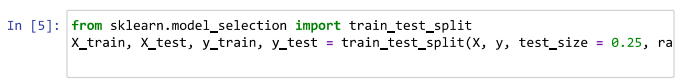 In [5]: from sklearn.model_selection import train_test_split
X_train, X_test, y_train, y_test = train_test_split(X, y, test_size = 0.25, ra